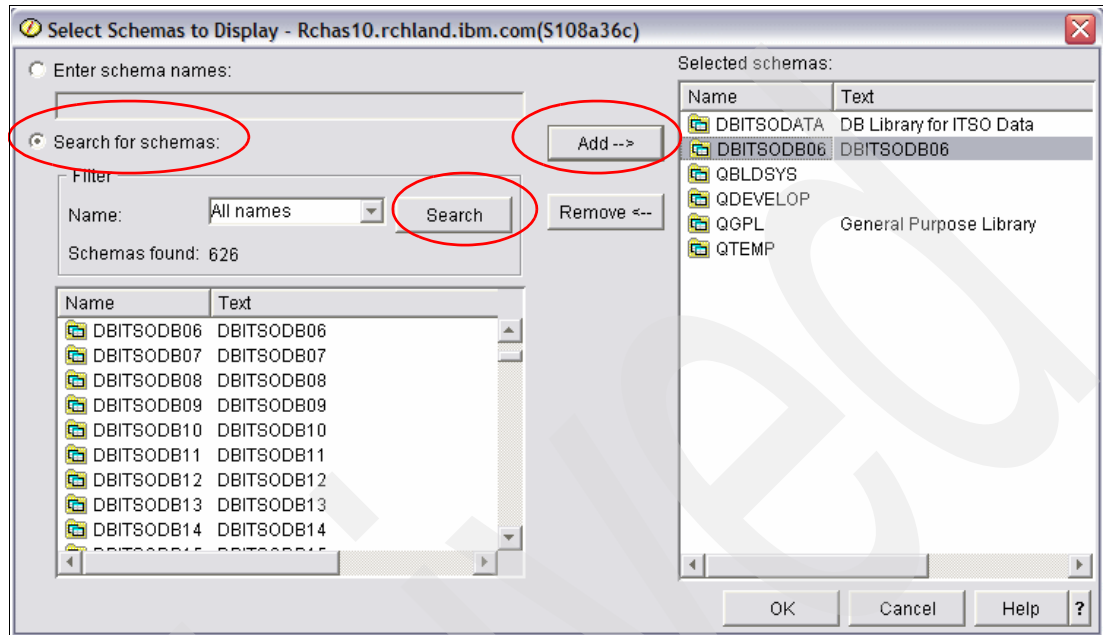 Select Schemas to Display - Rchas10.rchland.ibm.com(S108a36c)
Enter schema names:
Search for schemas:
Filter
Name: All names Search
Schemas found: 626
Name Text
DBITSODB06 DBITSODB06
DBITSODB07 DBITSODB07
DBITSODB08 DBITSODB08
DBITSODB09 DBITSODB09
DBITSODB10 DBITSODB10
DBITSODB11 DBITSODB11
DBITSODB12 DBITSODB12
DBITSODB13 DBITSODB13
DBITSODB14 DBITSODB14
Add -->
Remove <--
Selected schemas:
Name Text
DBITSODATA DB Library for ITSO Data
DBITSODB06 DBITSODB06
QBLDSYS
QDEVELOP
QGPL General Purpose Library
QTEMP
OK Cancel Help ?